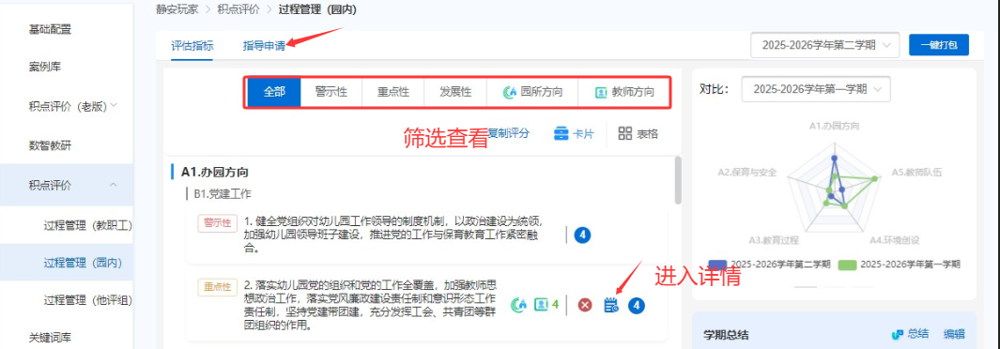 静安玩家 > 积点评价 > 过程管理（园内）
基础配置
案例库
积点评价（老版）
数智教研
积点评价
过程管理（教职工）
过程管理（园内）
过程管理（他评组）
关键词库
评估指标 指导申请
2025-2026学年第二学期 一键打包
全部 警示性 重点性 发展性 园所方向 教师方向
筛选查看 复制评分 卡片 表格
A1.办园方向
B1.党建工作
警示性
1. 健全党组织对幼儿园工作领导的制度机制，以政治建设为统领，
加强幼儿园领导班子建设，推进党的工作与保育教育工作紧密融
合。
4
重点性
2. 落实幼儿园党的组织和党的工作全覆盖，加强教师思
想政治工作，落实党风廉政建设责任制和意识形态工作
责任制，坚持党建带团建，充分发挥工会、共青团等群
团组织的作用。
4
4
进入详情
对比： 2025-2026学年第一学期
A1.办园方向
A2.保育与安全
A5.教师队伍
A3.教育过程
A4.环境创设
2025-2026学年第二学期 2025-2026学年第一学期
学期总结 总结 编辑